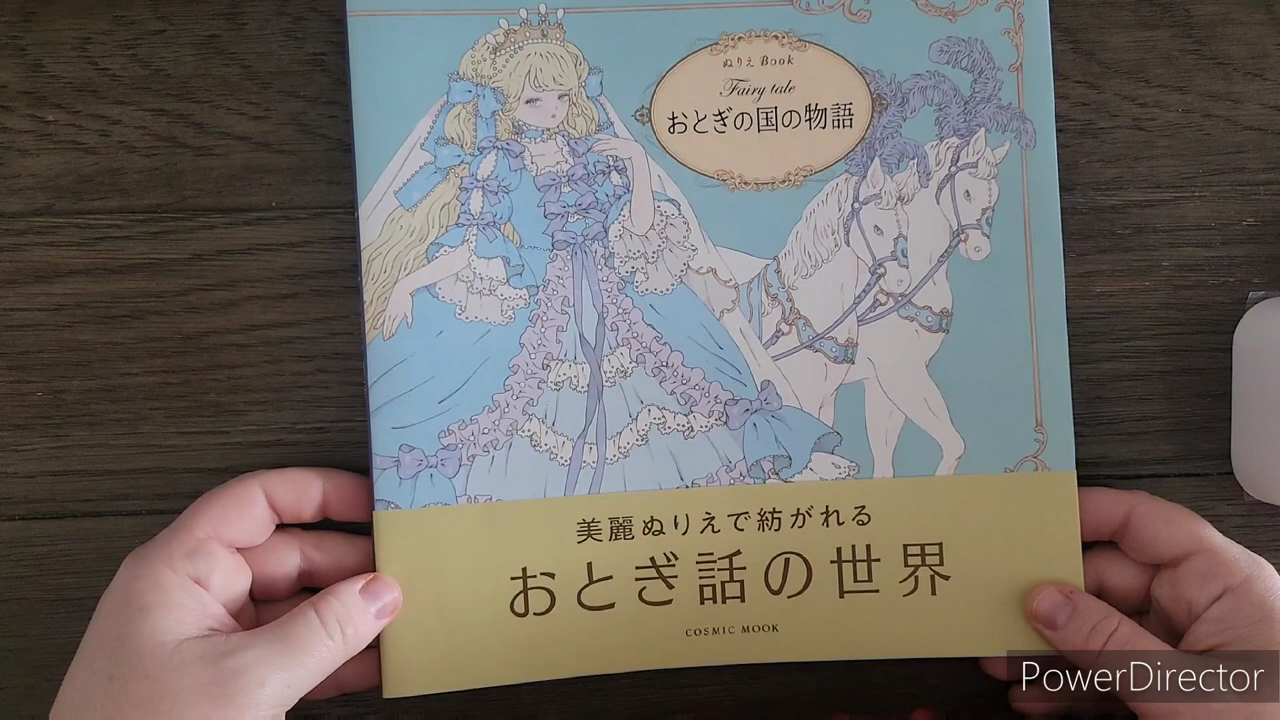 ぬりえ Book
Fairy tale
おとぎの国の物語
美麗ぬりえで紡がれる
おとぎ話の世界
COSMIC MOOK
PowerDirector